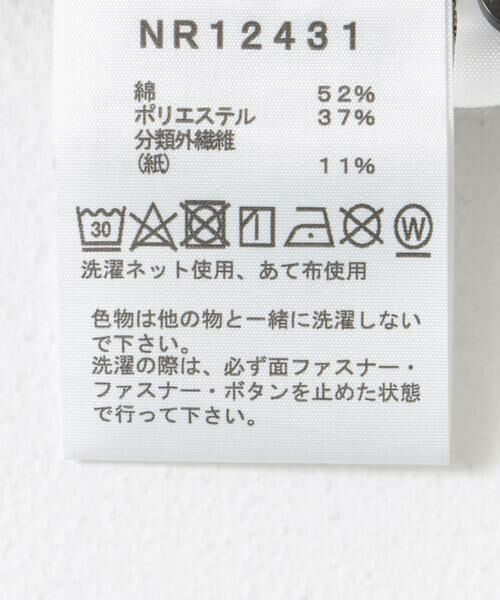 NR12431
綿 52%
ポリエステル 37%
分類外繊維
(紙) 11%
30 W
洗濯ネット使用、あて布使用
色物は他の物と一緒に洗濯しない
で下さい。
洗濯の際は、必ず面ファスナー・
ファスナー・ボタンを止めた状態
で行って下さい。